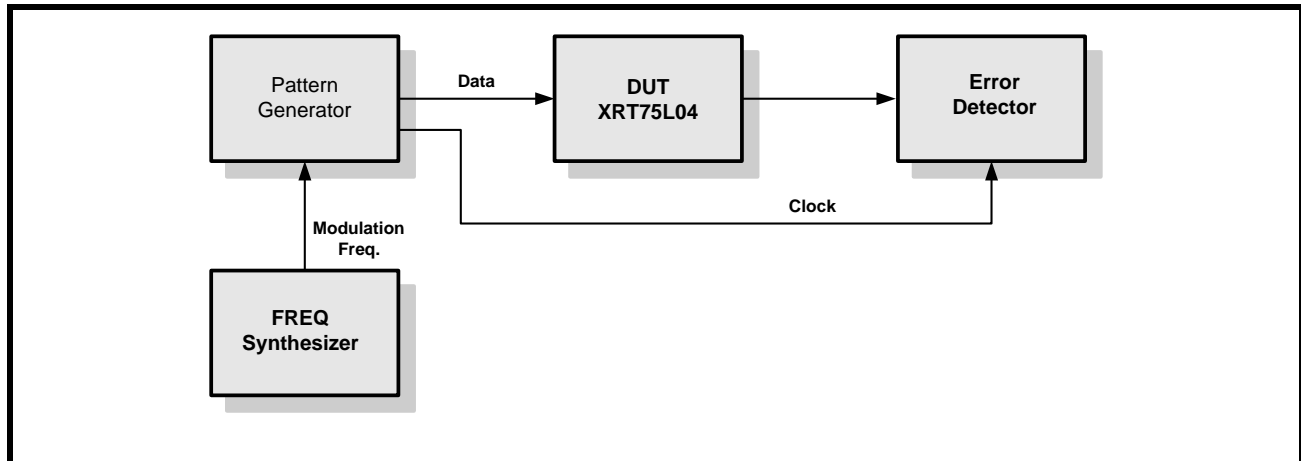 Pattern
Generator
Data
DUT
XRT75L04
Error
Detector
Clock
Modulation
Freq.
FREQ
Synthesizer